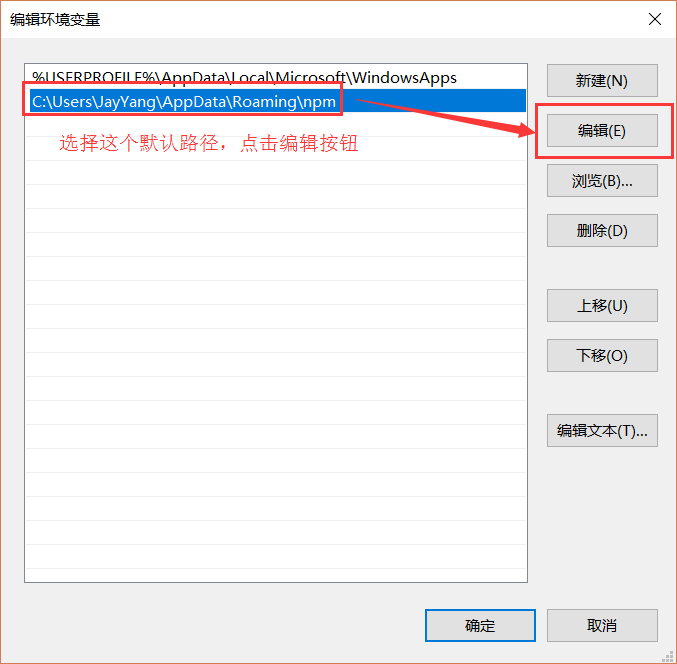 编辑环境变量
%USERPROFILE%\AppData\Local\Microsoft\WindowsApps
新建(N)
C:\Users\JayYang\AppData\Roaming\npm
编辑(E)
选择这个默认路径，点击编辑按钮
浏览(B)...
删除(D)
上移(U)
下移(O)
编辑文本(T)...
确定
取消